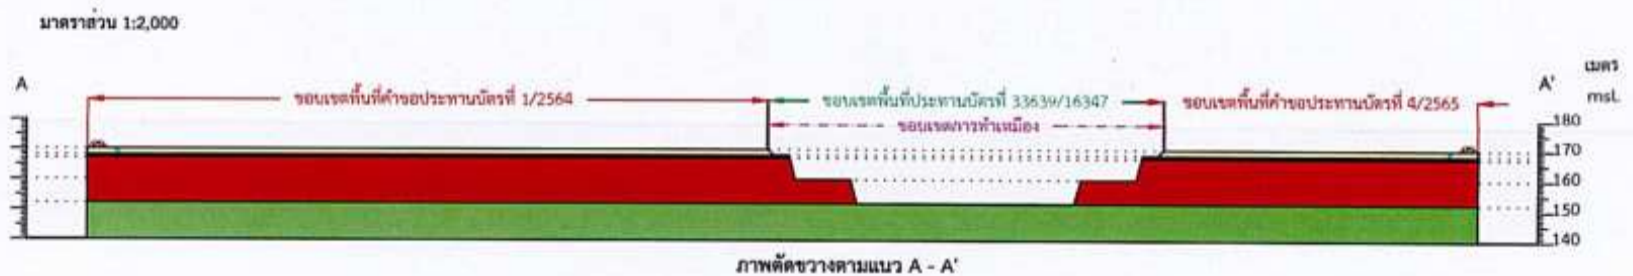 มาตราส่วน 1:2,000
A
A'
เมตร
msl.
ขอบเขตพื้นที่คำขอประทานบัตรที่ 1/2564
ขอบเขตพื้นที่ประทานบัตรที่ 33639/16347
ขอบเขตพื้นที่คำขอประทานบัตรที่ 4/2565
ขอบเขตการทำเหมือง
180
170
160
150
140
ภาพตัดขวางตามแนว A - A'